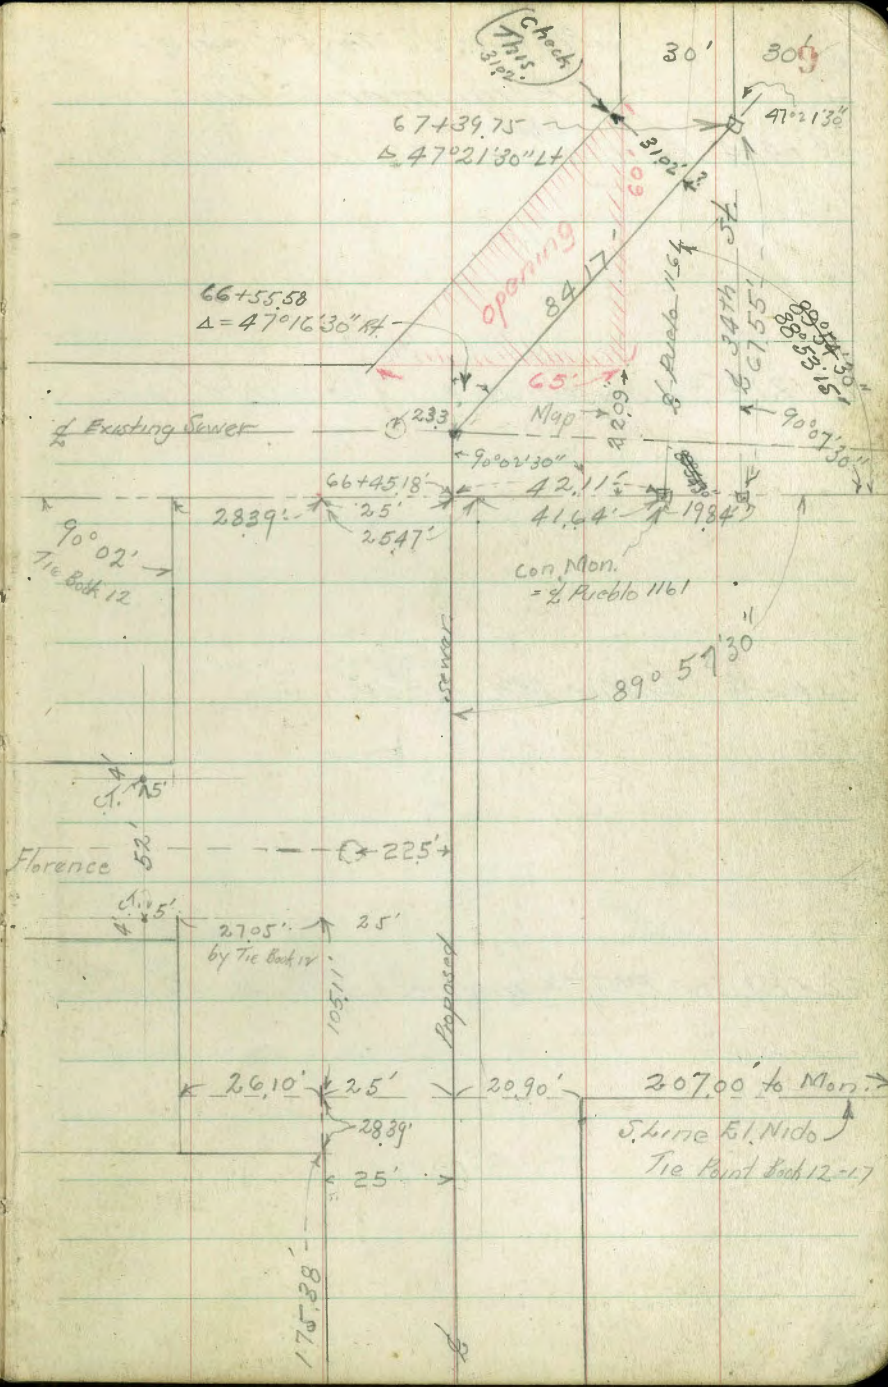 Check
This.
31.02
30'
30'
9
67+39.75
Δ 47°21'30" Lt
47°21'30"
31.02'
60'
opening
84.17
66+55.58
Δ = 47°16'30" Rt.
℄ Pueblo 1164
℄ 34th St.
67.55'
65'
Map
22.09
℄ Existing Sewer
2.33'
90°07'30"
90°02'30"
66+45.18'
42.11'
28.39'
25'
41.64'
19.84'
25.47'
90°02'
Tie Book 12
Con. Mon.
= ℄ Pueblo 1161
Sewer
89° 57'30"
4'
5'
52'
Florence
22.5'
5'
4'
27.05'
25'
by Tie Book 12
105.11'
Proposed
26.10'
25'
20.90'
207.00' to Mon.
28.39'
S. Line El. Nido
Tie Point Book 12-17
25'
175.38'
℄